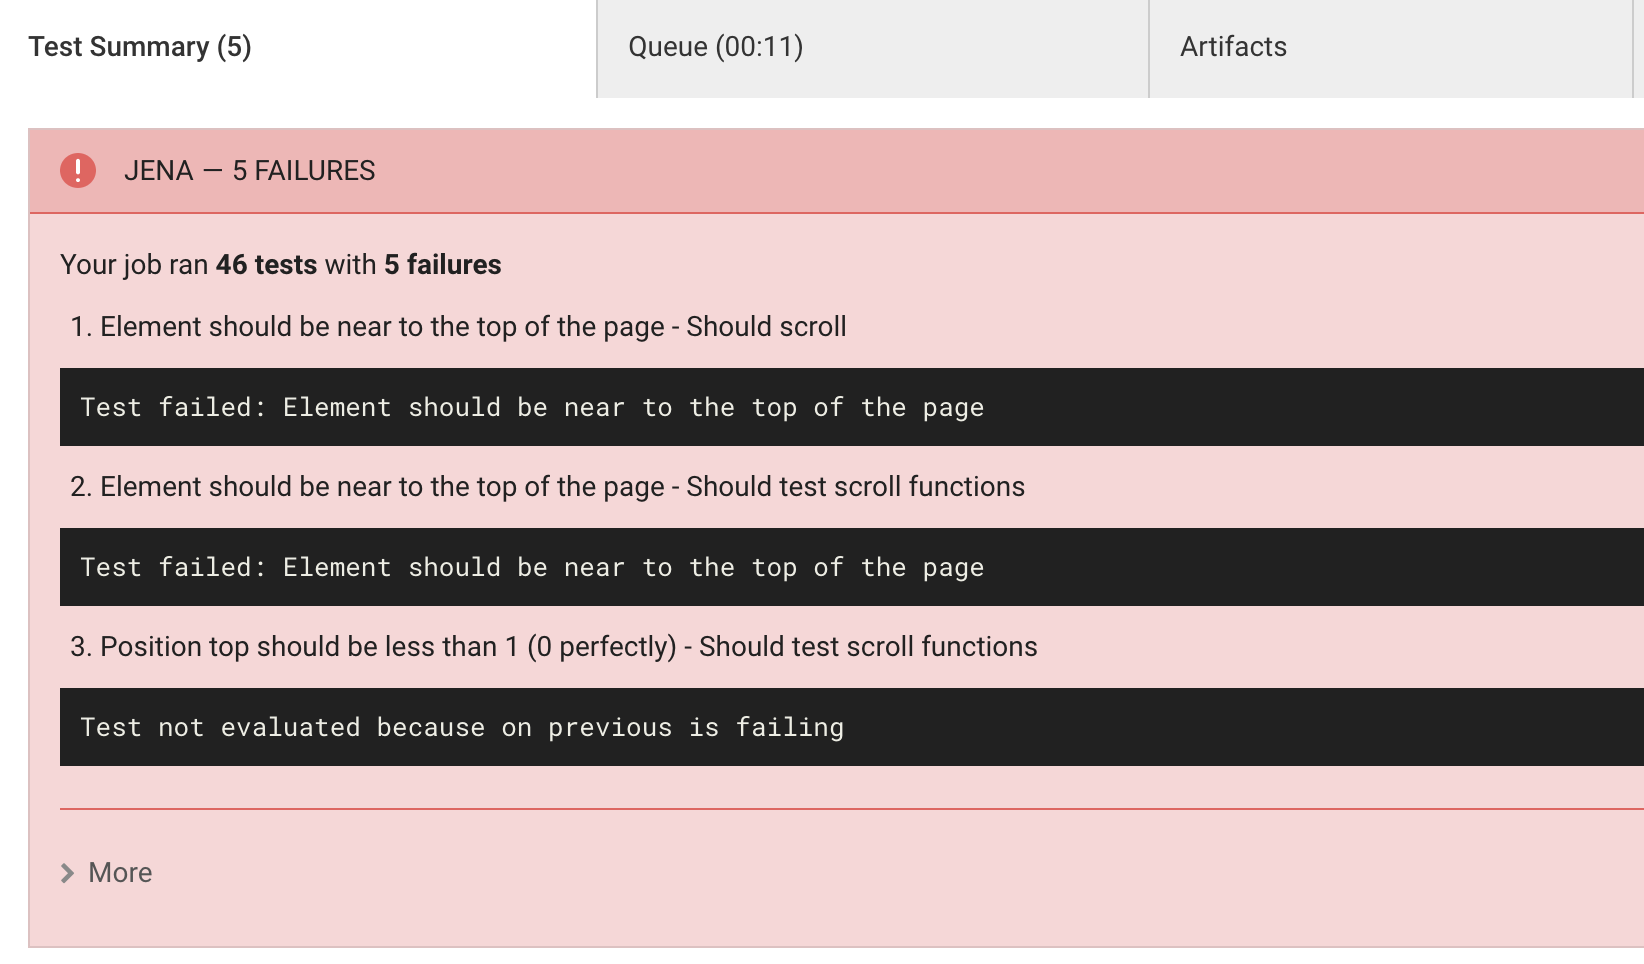 Test Summary (5)
Queue (00:11)
Artifacts
JENA — 5 FAILURES
Your job ran 46 tests with 5 failures
1. Element should be near to the top of the page - Should scroll
Test failed: Element should be near to the top of the page
2. Element should be near to the top of the page - Should test scroll functions
Test failed: Element should be near to the top of the page
3. Position top should be less than 1 (0 perfectly) - Should test scroll functions
Test not evaluated because on previous is failing
More